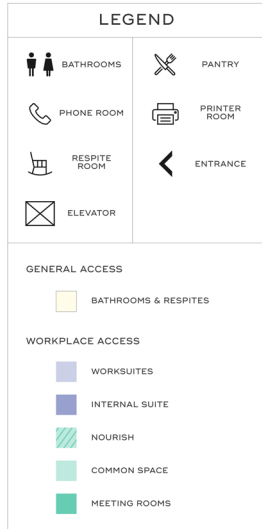 LEGEND
BATHROOMS
PANTRY
PHONE ROOM
PRINTER
ROOM
RESPITE
ROOM
ENTRANCE
ELEVATOR
GENERAL ACCESS
BATHROOMS & RESPITES
WORKPLACE ACCESS
WORKSUITES
INTERNAL SUITE
NOURISH
COMMON SPACE
MEETING ROOMS